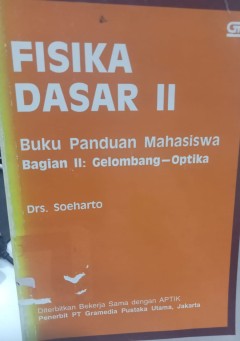 FISIKA
DASAR II
Buku Panduan Mahasiswa
Bagian II: Gelombang—Optika
Drs. Soeharto
Diterbitkan Bekerja Sama dengan APTIK
Penerbit PT Gramedia Pustaka Utama, Jakarta